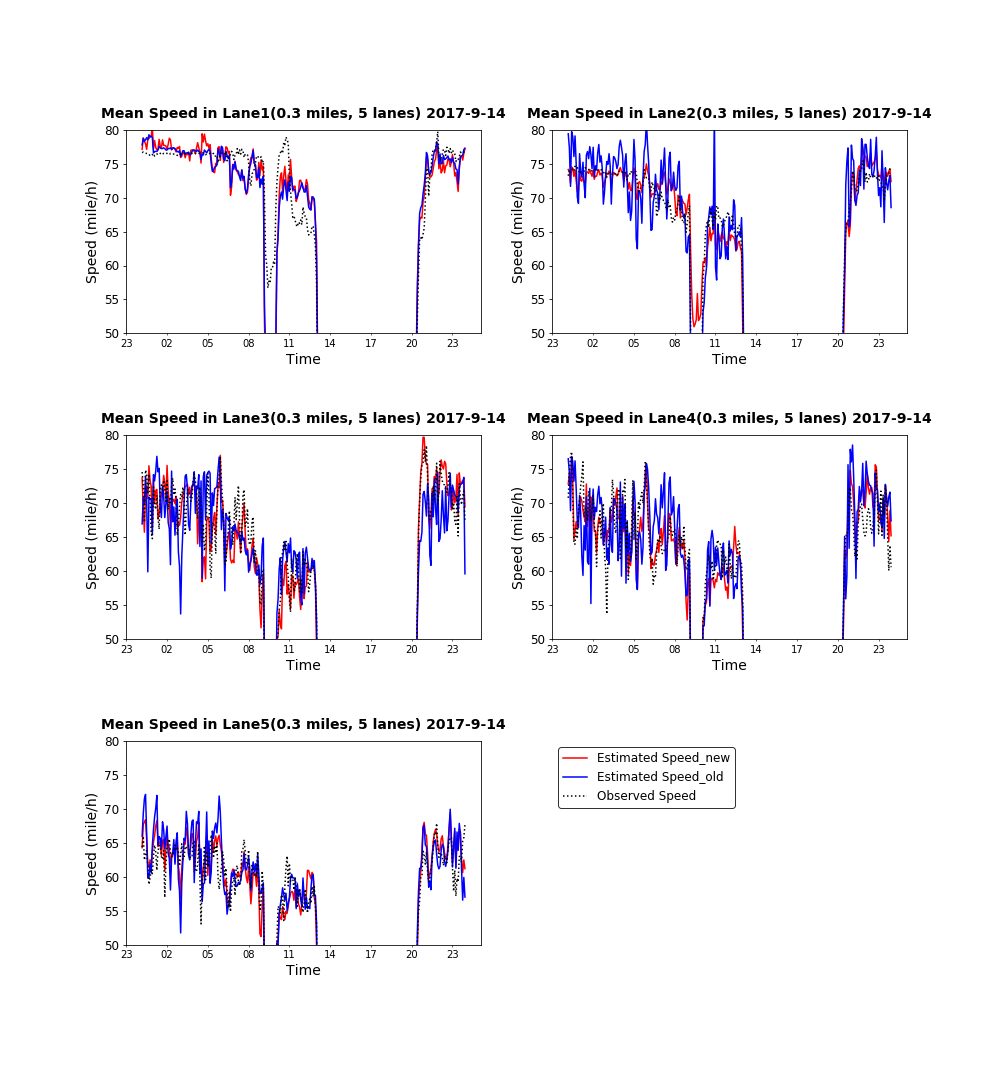 Mean Speed in Lane1(0.3 miles, 5 lanes) 2017-9-14
Speed (mile/h)
80
75
70
65
60
55
50
23 02 05 08 11 14 17 20 23
Time
Mean Speed in Lane2(0.3 miles, 5 lanes) 2017-9-14
Speed (mile/h)
80
75
70
65
60
55
50
23 02 05 08 11 14 17 20 23
Time
Mean Speed in Lane3(0.3 miles, 5 lanes) 2017-9-14
Speed (mile/h)
80
75
70
65
60
55
50
23 02 05 08 11 14 17 20 23
Time
Mean Speed in Lane4(0.3 miles, 5 lanes) 2017-9-14
Speed (mile/h)
80
75
70
65
60
55
50
23 02 05 08 11 14 17 20 23
Time
Mean Speed in Lane5(0.3 miles, 5 lanes) 2017-9-14
Speed (mile/h)
80
75
70
65
60
55
50
23 02 05 08 11 14 17 20 23
Time
Estimated Speed_new
Estimated Speed_old
Observed Speed